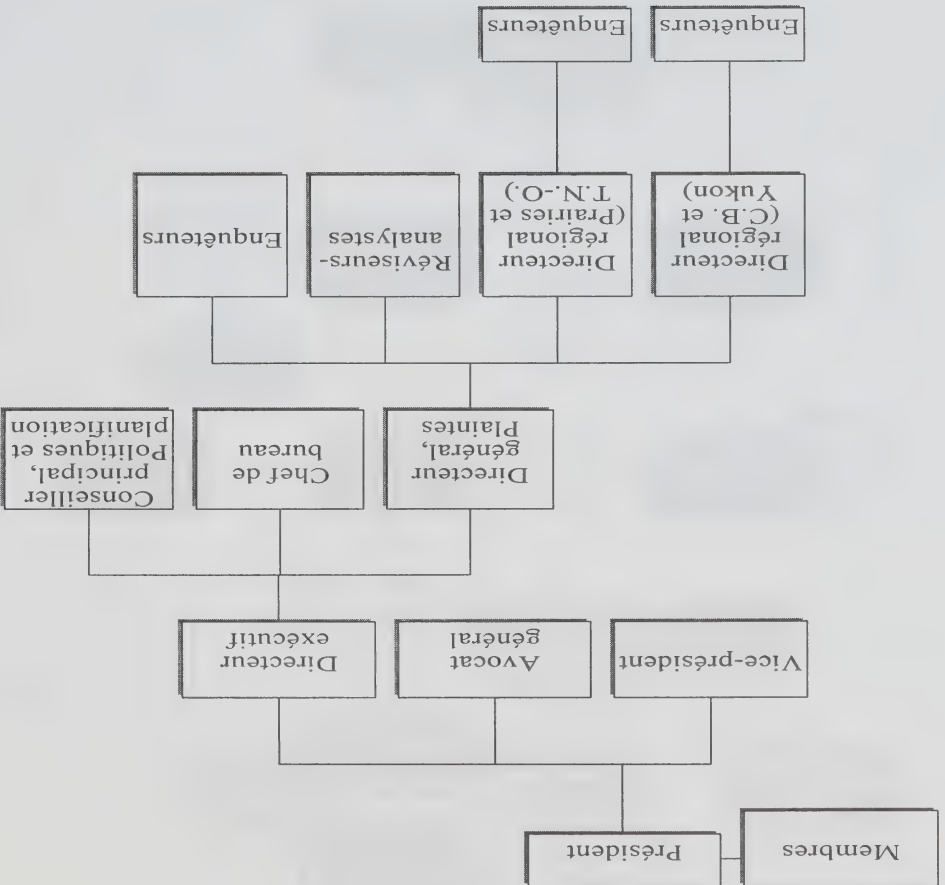 Membres
Président
Vice-président
Avocat
général
Directeur
exécutif
Directeur
général,
Plaintes
Chef de
bureau
Conseiller
principal,
Politiques et
planification
Directeur
régional
(C.B. et
Yukon)
Directeur
régional
(Prairies et
T.N.-O.)
Réviseurs-
analystes
Enquêteurs
Enquêteurs
Enquêteurs